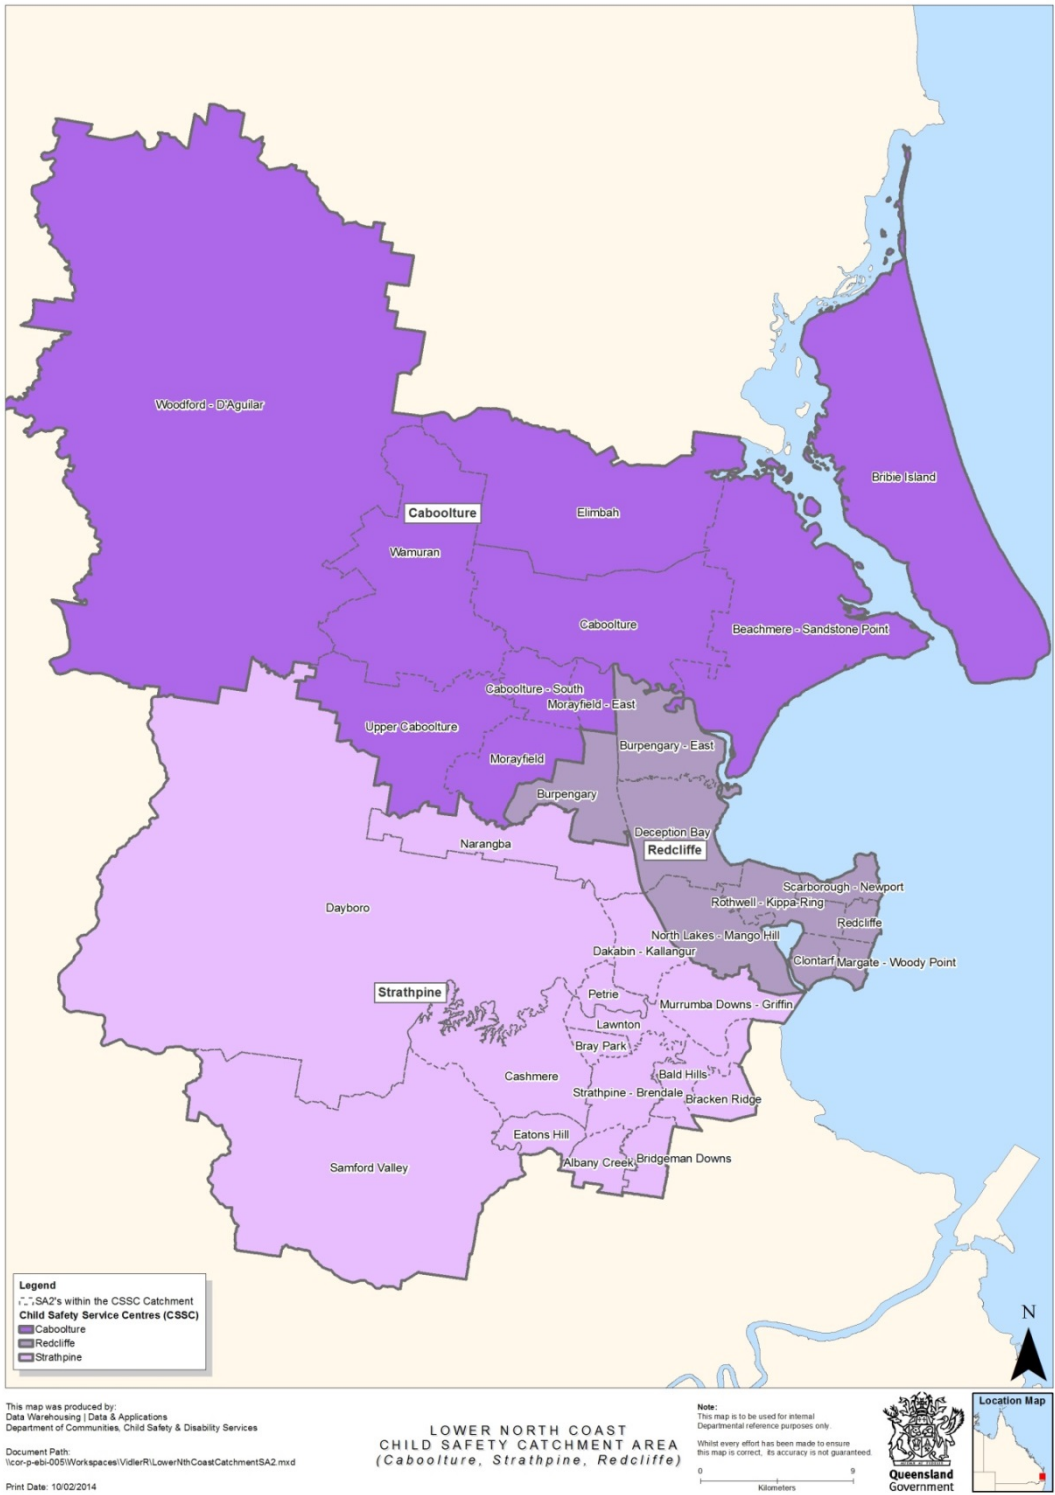 Woodford - D'Aguilar
Bribie Island
Caboolture
Elimbah
Wamuran
Caboolture
Beachmere - Sandstone Point
Caboolture - South
Morayfield - East
Upper Caboolture
Burpengary - East
Morayfield
Burpengary
Deception Bay
Narangba
Redcliffe
Scarborough - Newport
Rothwell - Kippa-Ring
Dayboro
Redcliffe
North Lakes - Mango Hill
Dakabin - Kallangur
Clontarf
Margate - Woody Point
Strathpine
Petrie
Murrumba Downs - Griffin
Lawnton
Bray Park
Cashmere
Bald Hills
Strathpine - Brendale
Bracken Ridge
Eatons Hill
Albany Creek
Bridgeman Downs
Samford Valley
Legend
SA2's within the CSSC Catchment
Child Safety Service Centres (CSSC)
Caboolture
Redcliffe
Strathpine
N
This map was produced by:
Data Warehousing | Data & Applications
Department of Communities, Child Safety & Disability Services
Document Path:
\\cor-p-ebi-005\Workspaces\VidlerR\LowerNthCoastCatchmentSA2.mxd
Print Date: 10/02/2014
LOWER NORTH COAST
CHILD SAFETY CATCHMENT AREA
(Caboolture, Strathpine, Redcliffe)
Note:
This map is to be used for internal
Departmental reference purposes only.
Whilst every effort has been made to ensure
this map is correct, its accuracy is not guaranteed.
0 9
Kilometers
Queensland
Government
Location Map